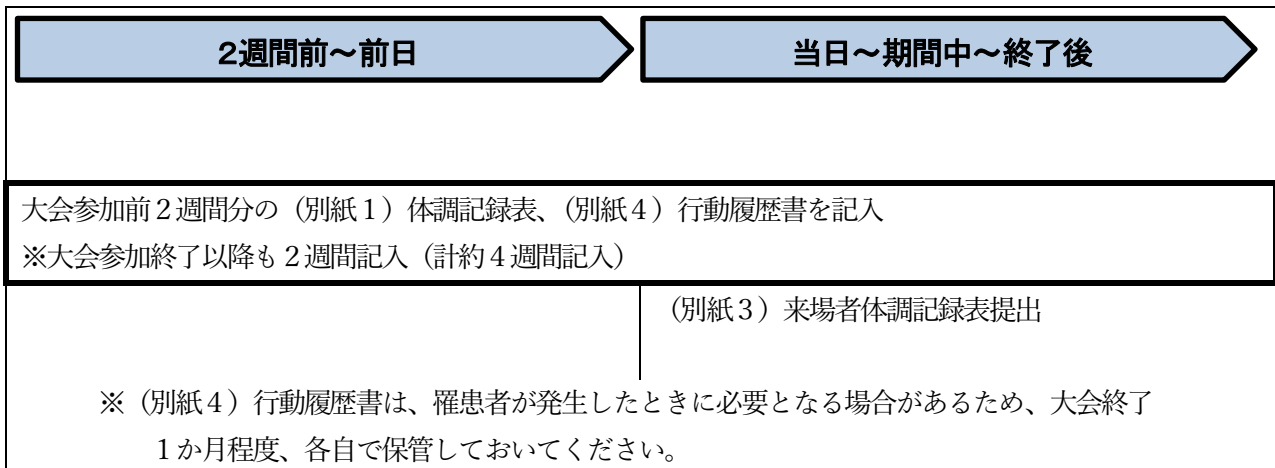 2週間前～前日
当日～期間中～終了後
大会参加前２週間分の（別紙１）体調記録表、（別紙４）行動履歴書を記入
※大会参加終了以降も２週間記入（計約４週間記入）
（別紙３）来場者体調記録表提出
※（別紙４）行動履歴書は、罹患者が発生したときに必要となる場合があるため、大会終了
１か月程度、各自で保管しておいてください。